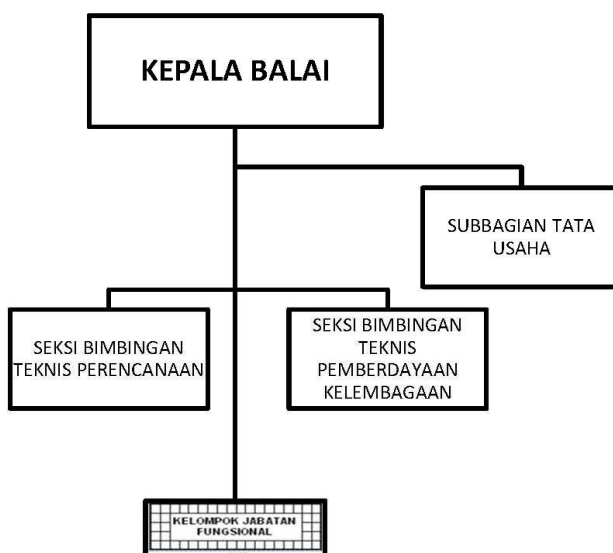 KEPALA BALAI
SUBBAGIAN TATA
USAHA
SEKSI BIMBINGAN
TEKNIS PERENCANAAN
SEKSI BIMBINGAN
TEKNIS
PEMBERDAYAAN
KELEMBAGAAN
KELOMPOK JABATAN
FUNGSIONAL